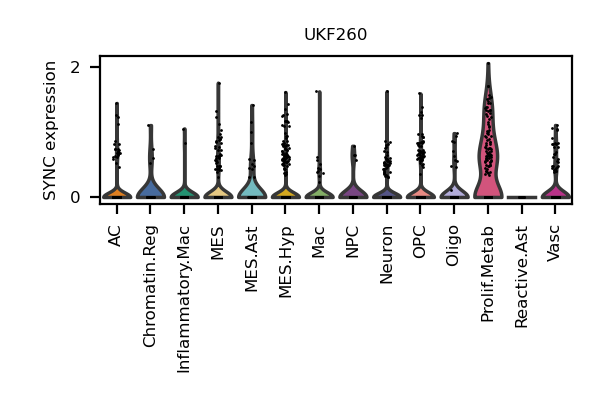 UKF260
SYNC expression
2
0
AC
Chromatin.Reg
Inflammatory.Mac
MES
MES.Ast
MES.Hyp
Mac
NPC
Neuron
OPC
Oligo
Prolif.Metab
Reactive.Ast
Vasc